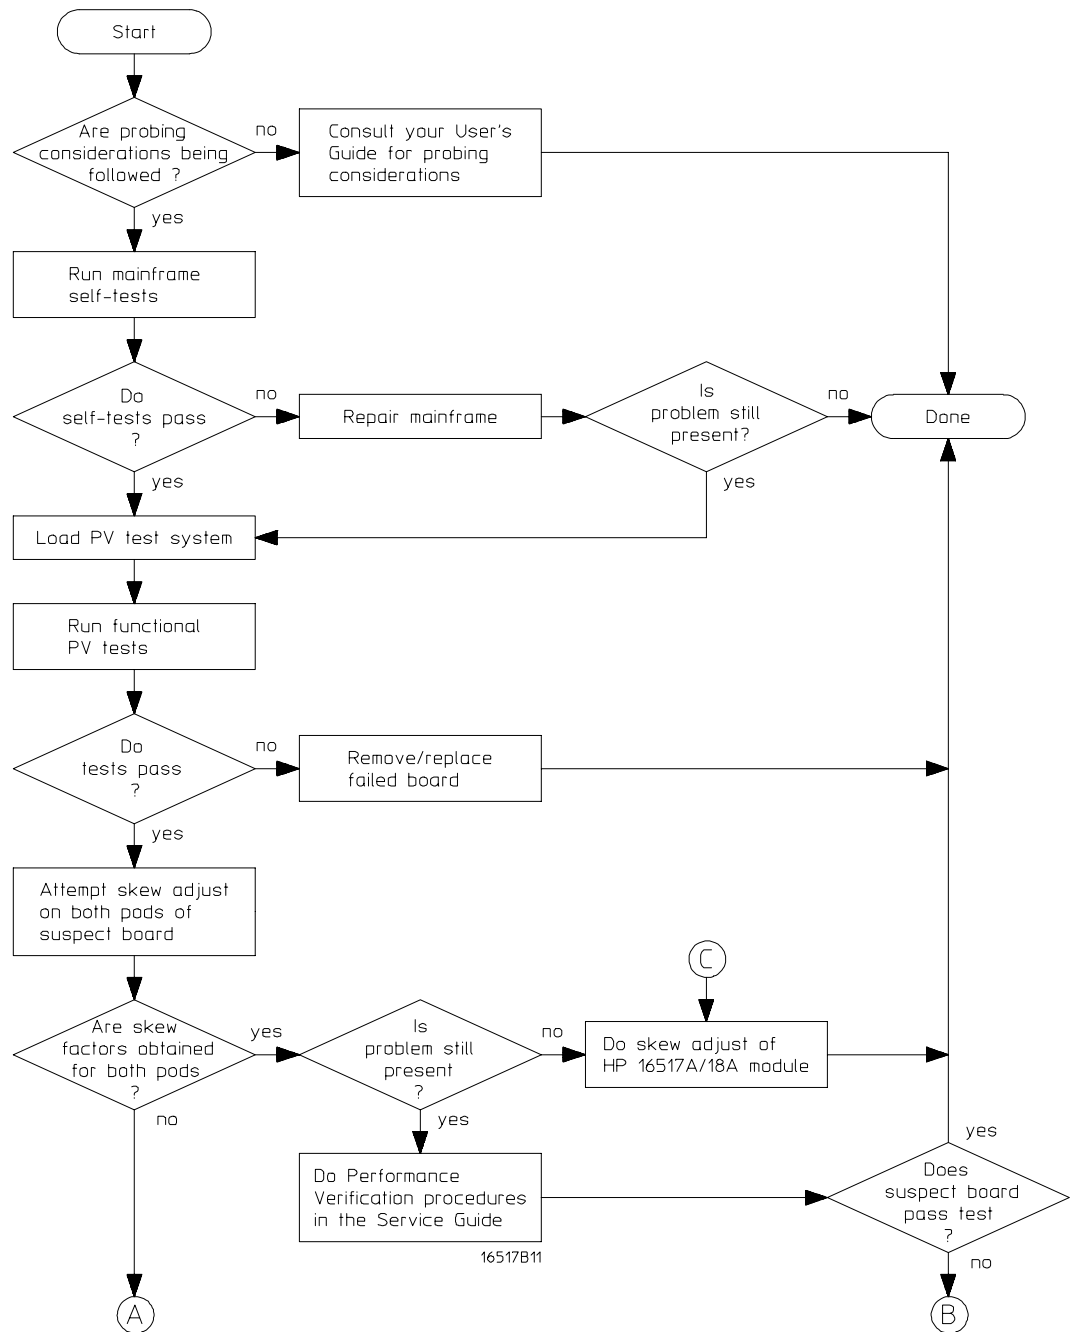 Start
Are probing
considerations being
followed ?
no
Consult your User's
Guide for probing
considerations
yes
Run mainframe
self-tests
Do
self-tests pass
?
no
Repair mainframe
Is
problem still
present?
no
Done
yes
yes
Load PV test system
Run functional
PV tests
Do
tests pass
?
no
Remove/replace
failed board
yes
Attempt skew adjust
on both pods of
suspect board
C
Are skew
factors obtained
for both pods
?
yes
Is
problem still
present
?
no
Do skew adjust of
HP 16517A/18A module
no
yes
Do Performance
Verification procedures
in the Service Guide
yes
Does
suspect board
pass test
?
16517B11
no
A
B